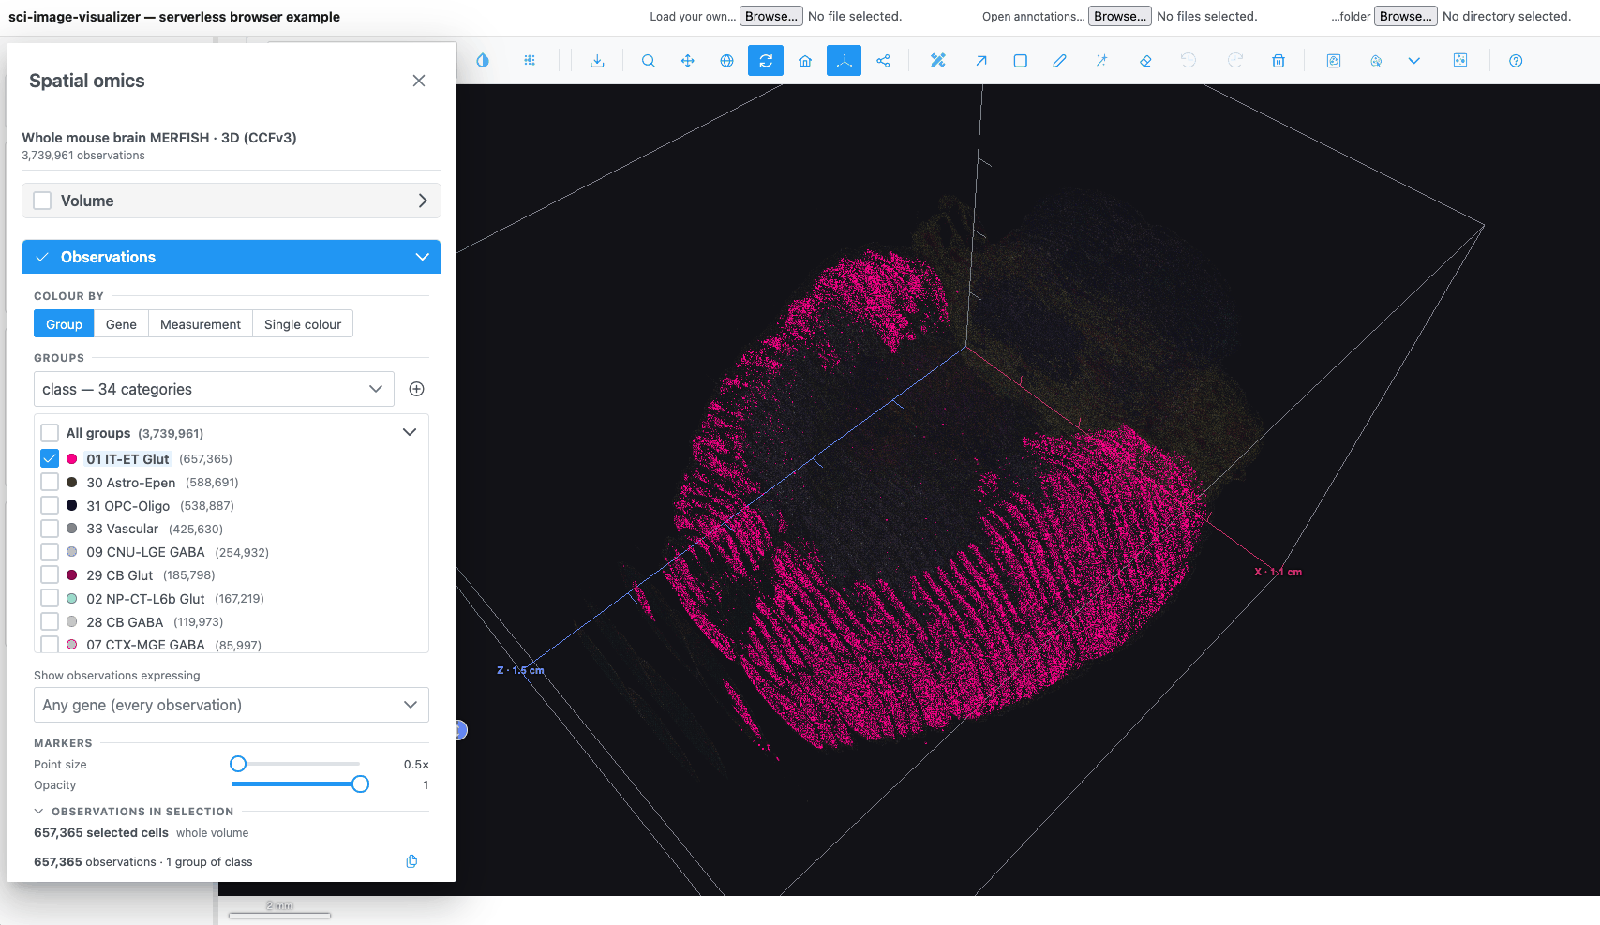 sci-image-visualizer — serverless browser example
Load your own... Browse... No file selected.
Open annotations... Browse... No files selected.
...folder Browse... No directory selected.
Spatial omics
Whole mouse brain MERFISH · 3D (CCFv3)
3,739,961 observations
Volume
Observations
COLOUR BY
Group Gene Measurement Single colour
GROUPS
class — 34 categories
All groups (3,739,961)
01 IT-ET Glut (657,365)
30 Astro-Epen (588,691)
31 OPC-Oligo (538,887)
33 Vascular (425,630)
09 CNU-LGE GABA (254,932)
29 CB Glut (185,798)
02 NP-CT-L6b Glut (167,219)
28 CB GABA (119,973)
07 CTX-MGE GABA (85,997)
Show observations expressing
Any gene (every observation)
MARKERS
Point size 0.5x
Opacity 1
OBSERVATIONS IN SELECTION
657,365 selected cells whole volume
657,365 observations · 1 group of class
X · 1.1 cm
Z · 1.5 cm
2 mm